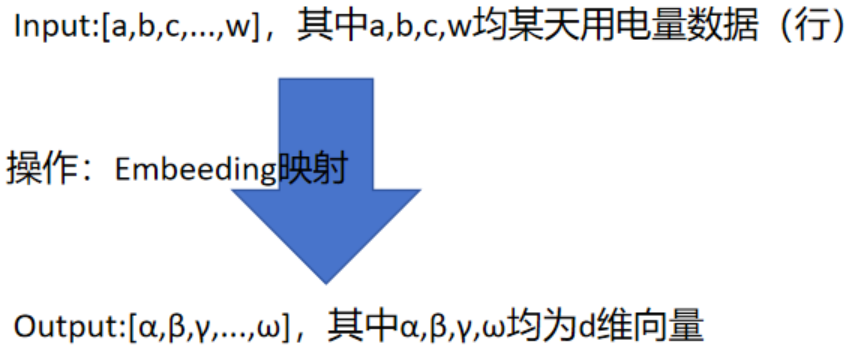 Input:[a,b,c,...,w]，其中a,b,c,w均某天用电量数据（行）
操作：Embeeding映射
Output:[α,β,γ,...,ω]，其中α,β,γ,ω均为d维向量